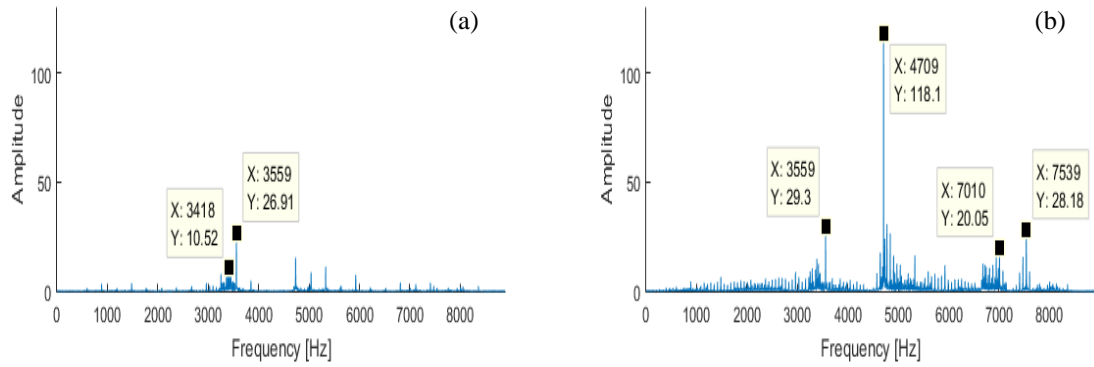 (a)
Amplitude
100
50
0
X: 3418
Y: 10.52
X: 3559
Y: 26.91
0 1000 2000 3000 4000 5000 6000 7000 8000
Frequency [Hz]
(b)
Amplitude
100
50
0
X: 3559
Y: 29.3
X: 4709
Y: 118.1
X: 7010
Y: 20.05
X: 7539
Y: 28.18
0 1000 2000 3000 4000 5000 6000 7000 8000
Frequency [Hz]